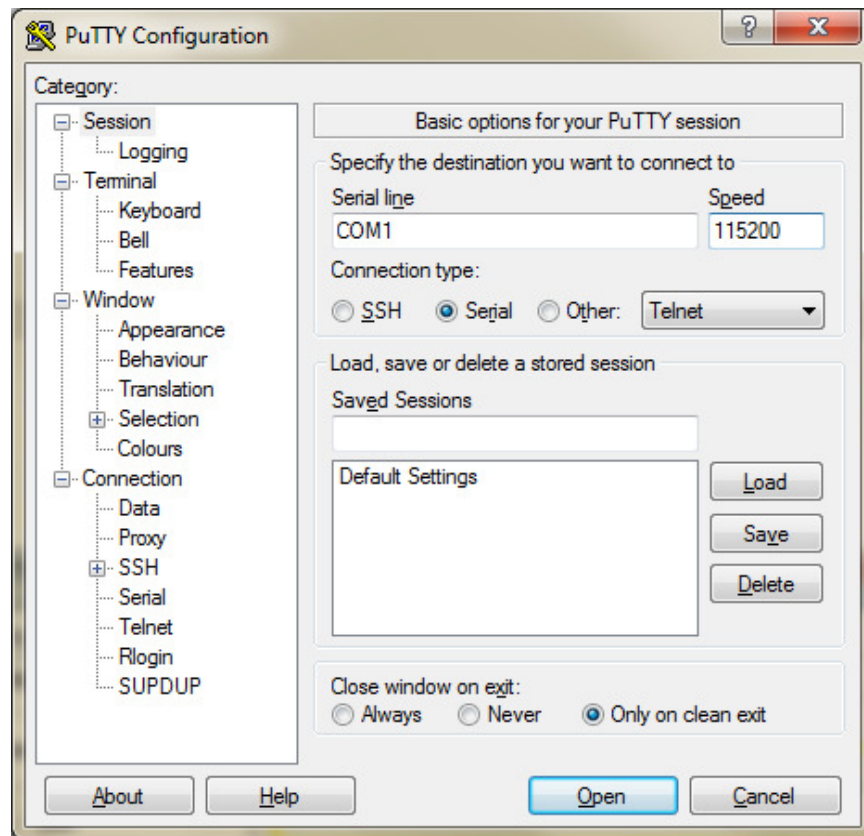 PuTTY Configuration
Category:
Session
Logging
Terminal
Keyboard
Bell
Features
Window
Appearance
Behaviour
Translation
Selection
Colours
Connection
Data
Proxy
SSH
Serial
Telnet
Rlogin
SUPDUP
Basic options for your PuTTY session
Specify the destination you want to connect to
Serial line Speed
COM1 115200
Connection type:
SSH Serial Other: Telnet
Load, save or delete a stored session
Saved Sessions
Default Settings
Load
Save
Delete
Close window on exit:
Always Never Only on clean exit
About Help Open Cancel